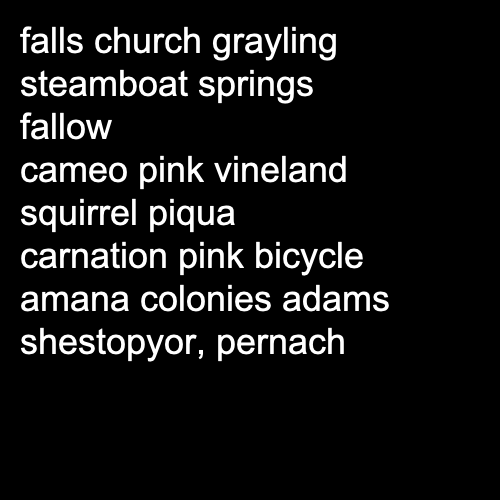 falls church grayling
steamboat springs
fallow
cameo pink vineland
squirrel piqua
carnation pink bicycle
amana colonies adams
shestopyor, pernach